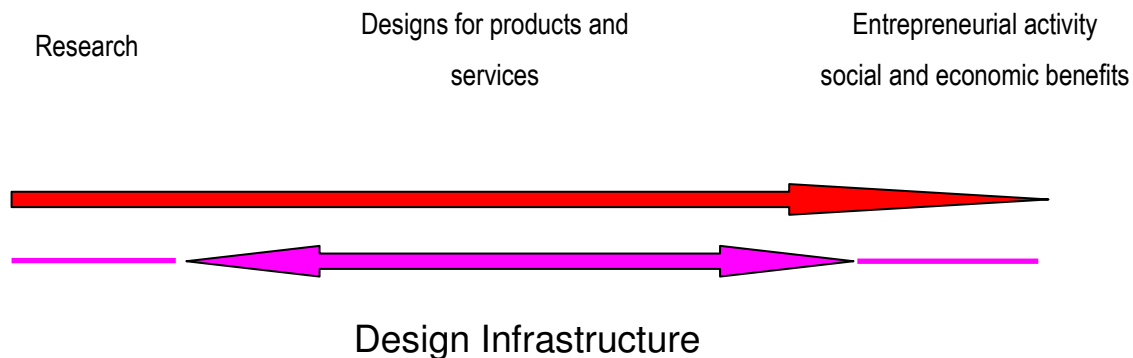 Research
Designs for products and
services
Entrepreneurial activity
social and economic benefits
Design Infrastructure